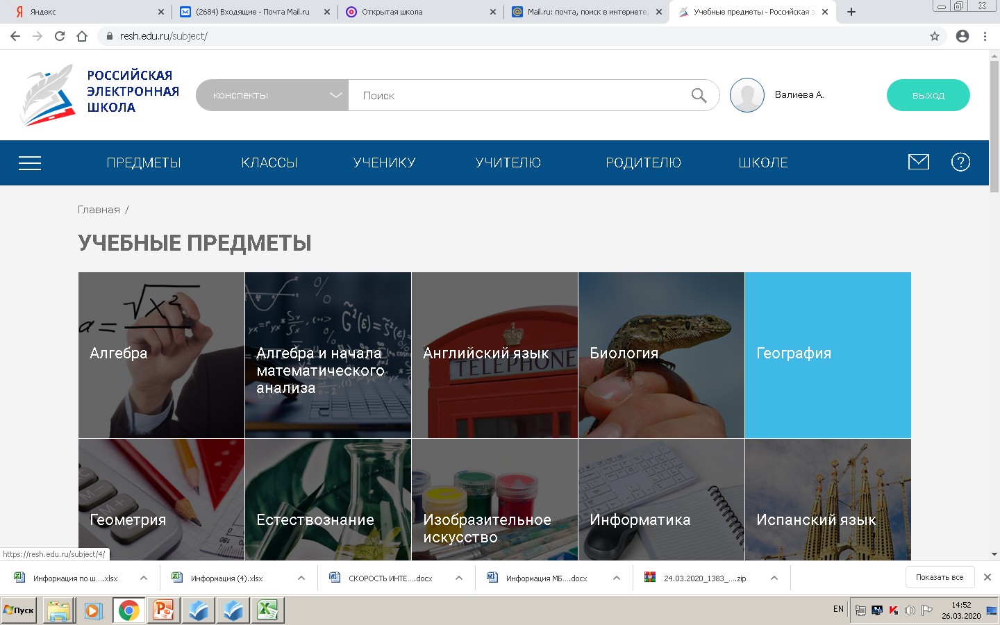 Яндекс
(2684) Входящие - Почта Mail.ru
Открытая школа
Mail.ru: почта, поиск в интернете,
Учебные предметы - Российская э
resh.edu.ru/subject/
РОССИЙСКАЯ
ЭЛЕКТРОННАЯ
ШКОЛА
конспекты
Поиск
Валиева А.
выход
ПРЕДМЕТЫ
КЛАССЫ
УЧЕНИКУ
УЧИТЕЛЮ
РОДИТЕЛЮ
ШКОЛЕ
Главная /
УЧЕБНЫЕ ПРЕДМЕТЫ
Алгебра
Алгебра и начала
математического
анализа
Английский язык
TELEPHONE
Биология
География
Геометрия
Естествознание
Изобразительное
искусство
Информатика
Испанский язык
https://resh.edu.ru/subject/4/
Информация по ш....xlsx
Информация (4).xlsx
СКОРОСТЬ ИНТЕ....docx
Информация МБ....docx
24.03.2020_1383_....zip
Показать все
Пуск
EN
14:52
26.03.2020